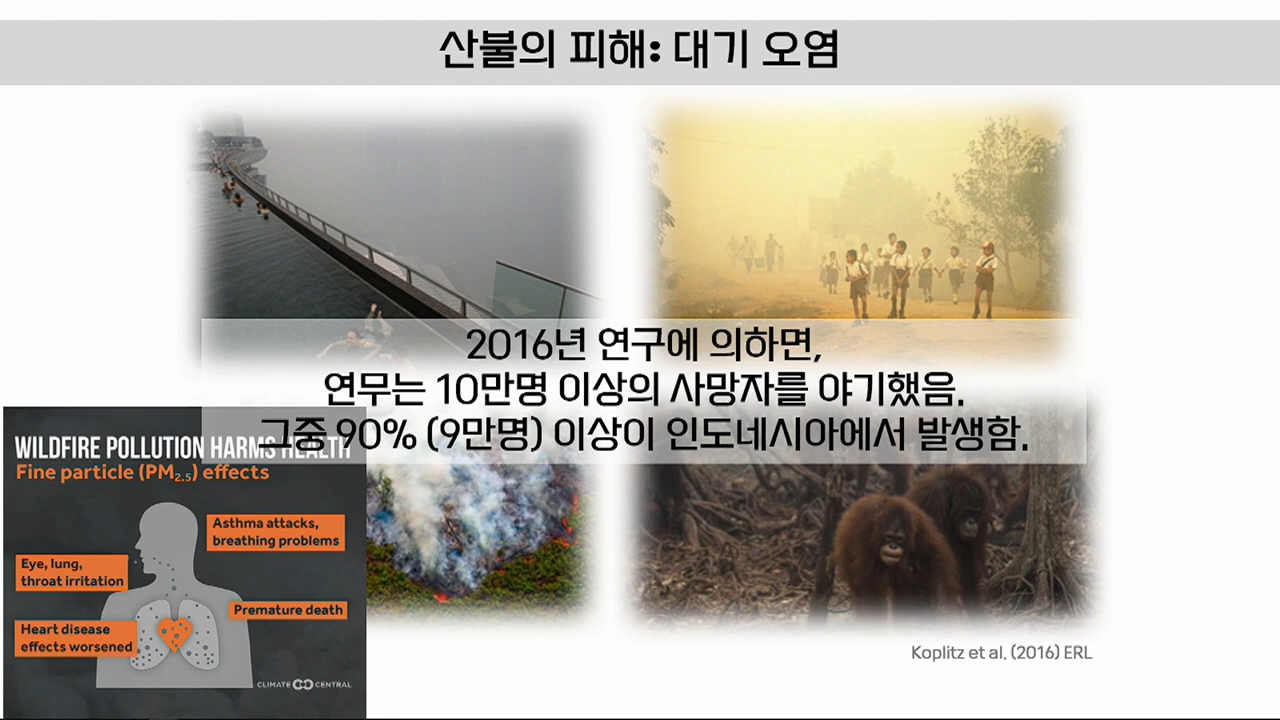 산불의 피해: 대기 오염
2016년 연구에 의하면,
연무는 10만명 이상의 사망자를 야기했음.
그중 90% (9만명) 이상이 인도네시아에서 발생함.
WILDFIRE POLLUTION HARMS HEALTH
Fine particle (PM2.5) effects
Asthma attacks,
breathing problems
Eye, lung,
throat irritation
Premature death
Heart disease
effects worsened
CLIMATE CENTRAL
Koplitz et al. (2016) ERL